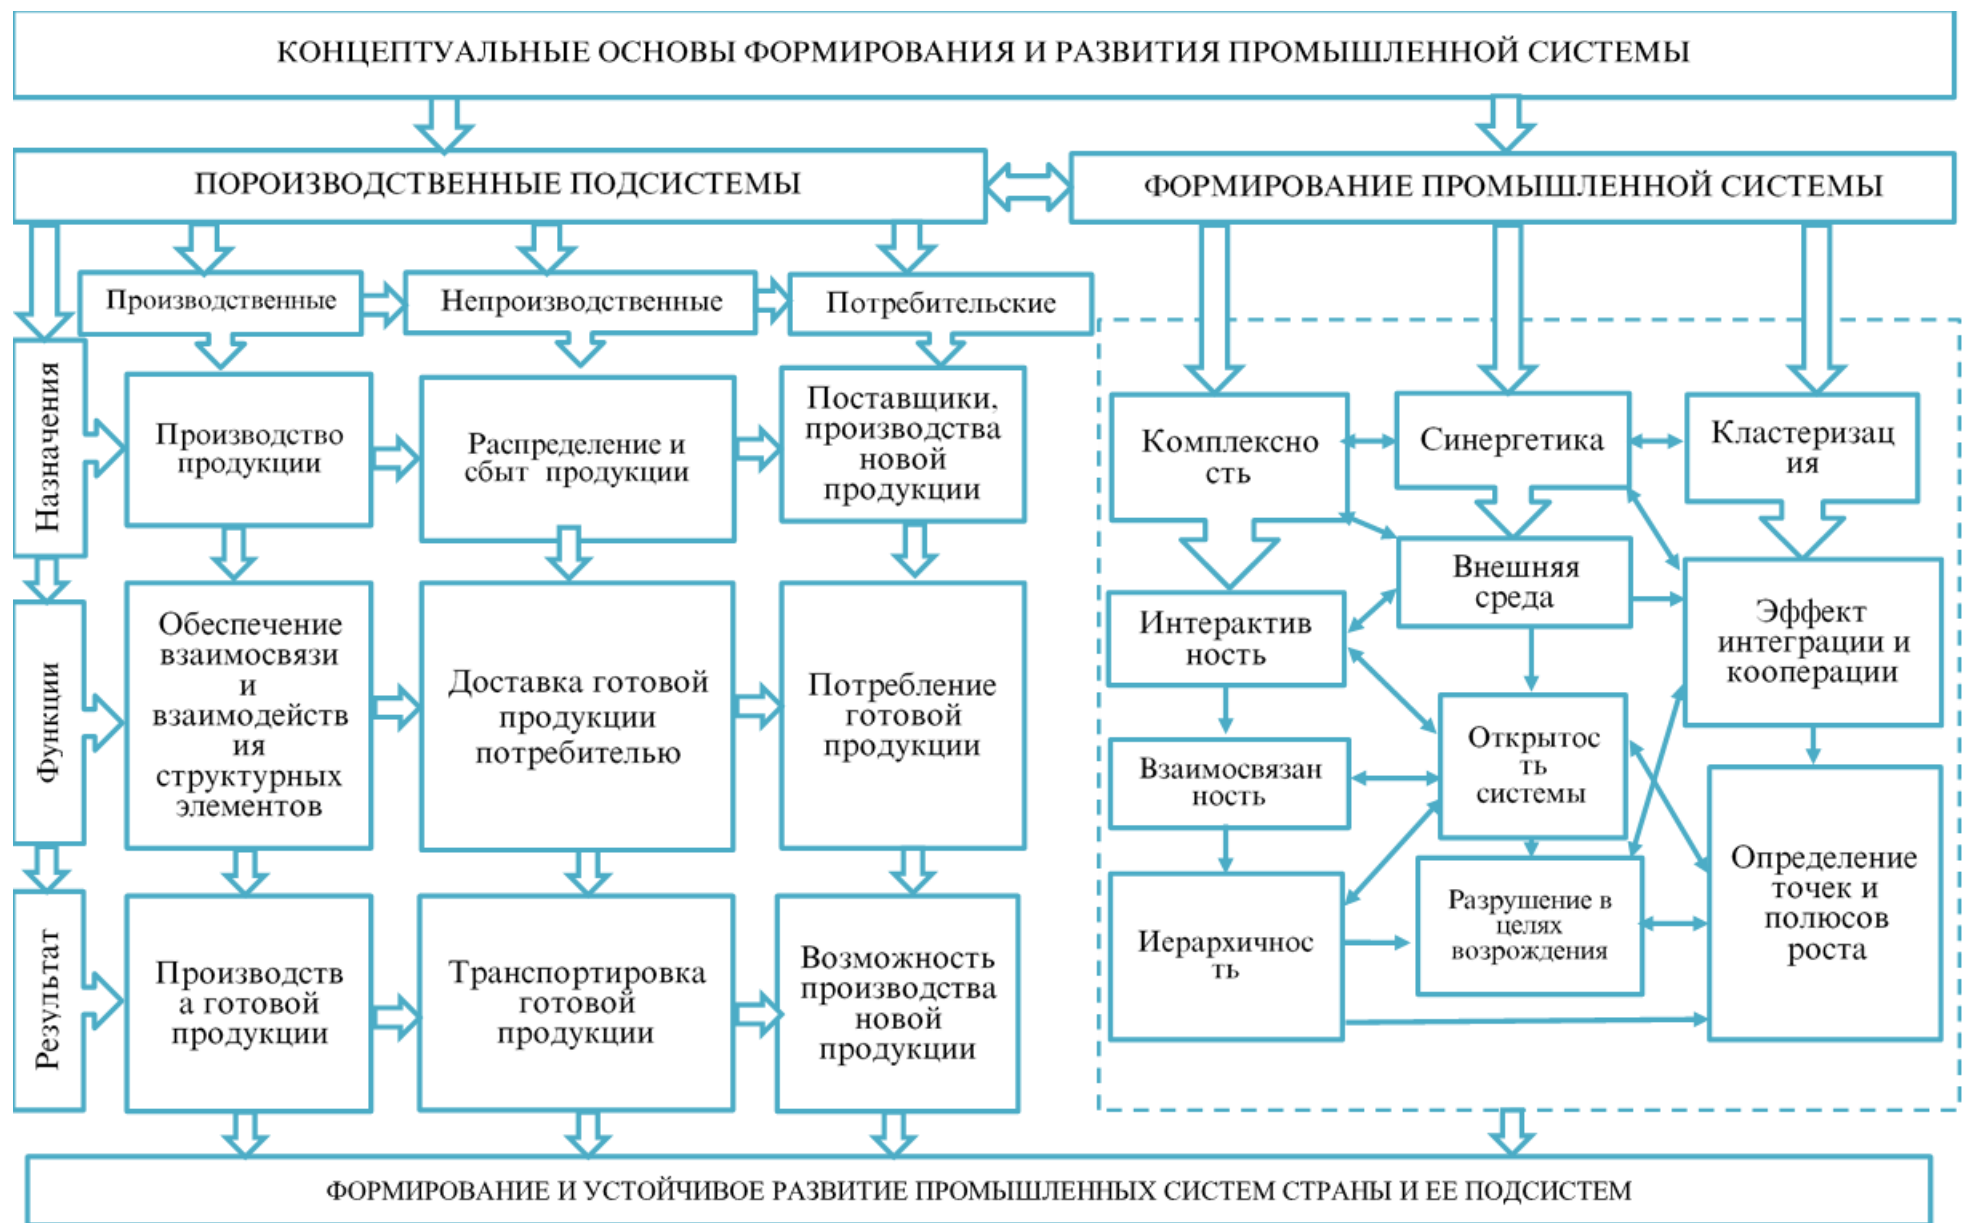 КОНЦЕПТУАЛЬНЫЕ ОСНОВЫ ФОРМИРОВАНИЯ И РАЗВИТИЯ ПРОМЫШЛЕННОЙ СИСТЕМЫ
ПОРОИЗВОДСТВЕННЫЕ ПОДСИСТЕМЫ
ФОРМИРОВАНИЕ ПРОМЫШЛЕННОЙ СИСТЕМЫ
Производственные
Непроизводственные
Потребительские
Назначения
Производство
продукции
Распределение и
сбыт продукции
Поставщики,
производства
новой
продукции
Функции
Обеспечение
взаимосвязи
и
взаимодейств
ия
структурных
элементов
Доставка готовой
продукции
потребителью
Потребление
готовой
продукции
Результат
Производств
а готовой
продукции
Транспортировка
готовой
продукции
Возможность
производства
новой
продукции
Комплексно
сть
Синергетика
Кластеризац
ия
Внешняя
среда
Интерактив
ность
Эффект
интеграции и
кооперации
Взаимосвязан
ность
Открытос
ть
системы
Иерархичнос
ть
Разрушение в
целях
возрождения
Определение
точек и
полюсов
роста
ФОРМИРОВАНИЕ И УСТОЙЧИВОЕ РАЗВИТИЕ ПРОМЫШЛЕННЫХ СИСТЕМ СТРАНЫ И ЕЕ ПОДСИСТЕМ